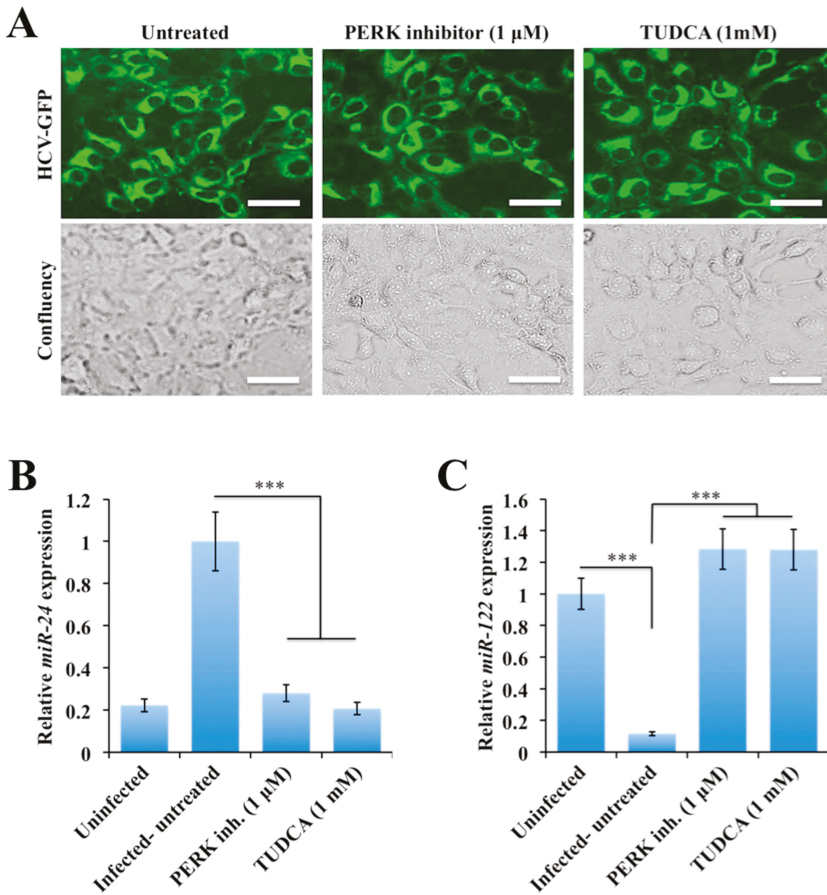 A
Untreated
PERK inhibitor (1 µM)
TUDCA (1mM)
HCV-GFP
Confluency
B
Relative miR-24 expression
1.2
1
0.8
0.6
0.4
0.2
0
***
Uninfected
Infected- untreated
PERK inh. (1 µM)
TUDCA (1 mM)
C
Relative miR-122 expression
1.6
1.4
1.2
1
0.8
0.6
0.4
0.2
0
***
***
Uninfected
Infected- untreated
PERK inh. (1 µM)
TUDCA (1 mM)